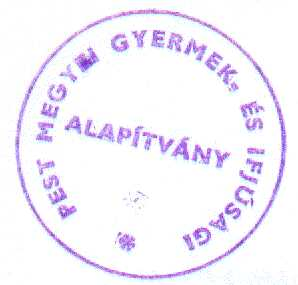 PEST MEGYEI GYERMEK- ÉS IFJÚSÁGI
ALAPÍTVÁNY